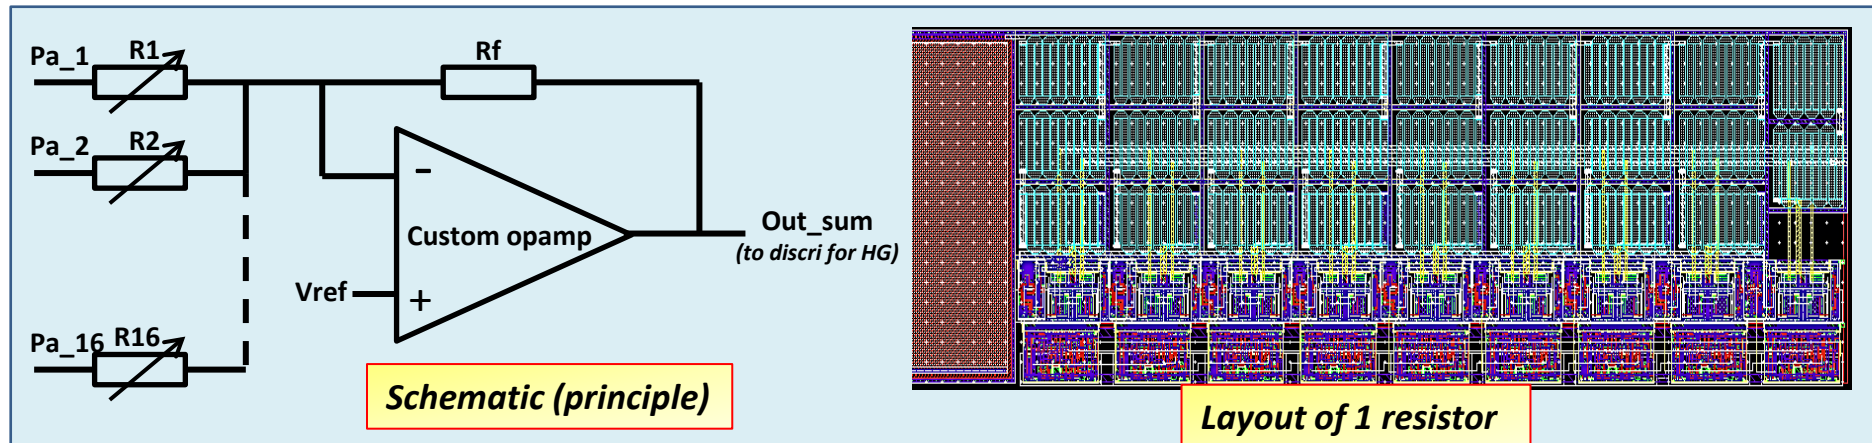 Pa_1 R1
Rf
Pa_2 R2
-
Custom opamp
Out_sum
(to discri for HG)
Vref
+
Pa_16 R16
Schematic (principle)
Layout of 1 resistor